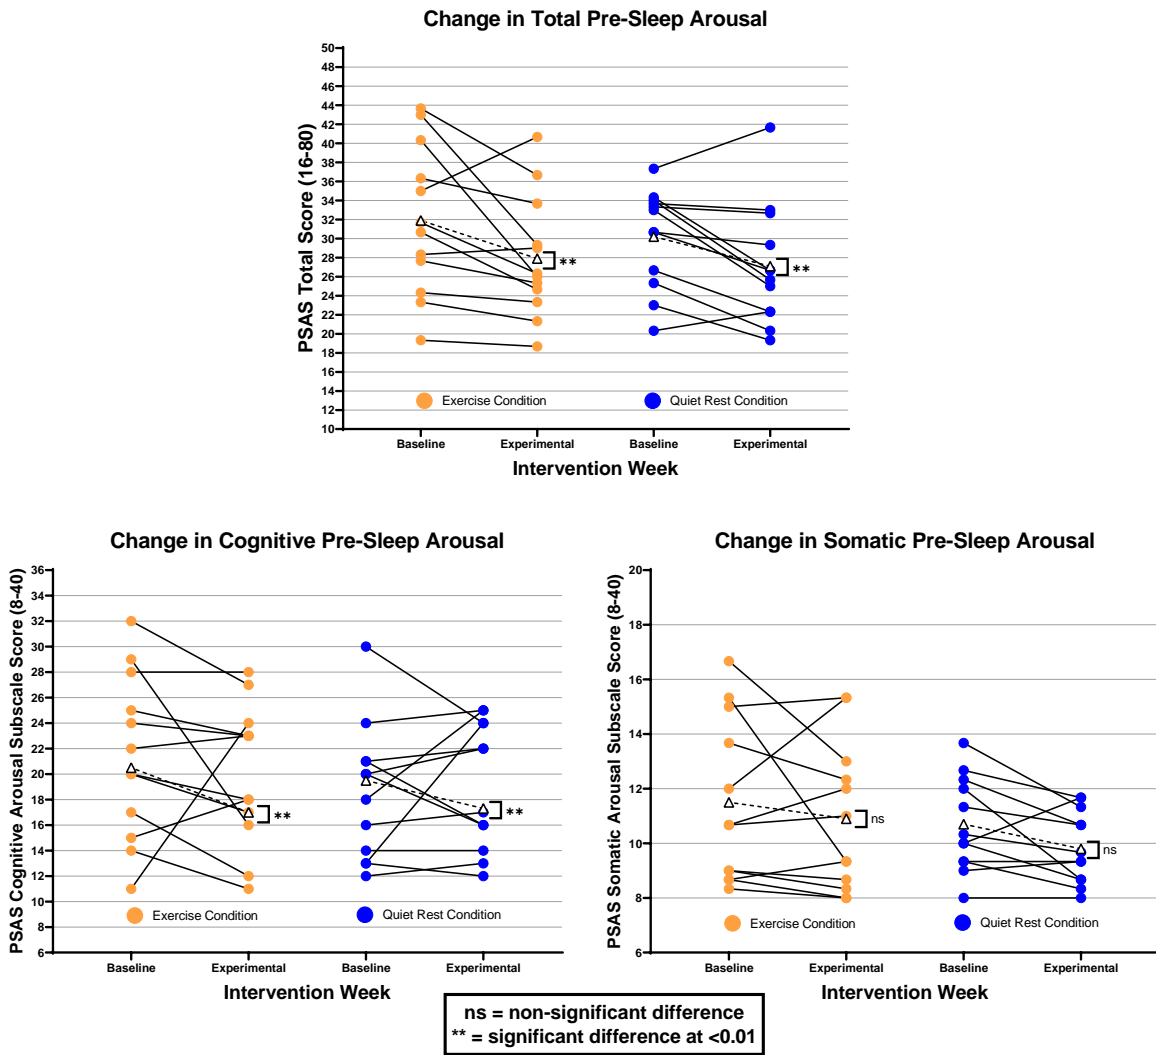 Change in Total Pre-Sleep Arousal
PSAS Total Score (16-80)
50
48
46
44
42
40
38
36
34
32
30
28
26
24
22
20
18
16
14
12
10
**
**
Exercise Condition
Quiet Rest Condition
Baseline
Experimental
Baseline
Experimental
Intervention Week
Change in Cognitive Pre-Sleep Arousal
PSAS Cognitive Arousal Subscale Score (8-40)
36
34
32
30
28
26
24
22
20
18
16
14
12
10
8
6
**
**
Exercise Condition
Quiet Rest Condition
Baseline
Experimental
Baseline
Experimental
Intervention Week
Change in Somatic Pre-Sleep Arousal
PSAS Somatic Arousal Subscale Score (8-40)
20
18
16
14
12
10
8
6
ns
ns
Exercise Condition
Quiet Rest Condition
Baseline
Experimental
Baseline
Experimental
Intervention Week
ns = non-significant difference
** = significant difference at <0.01